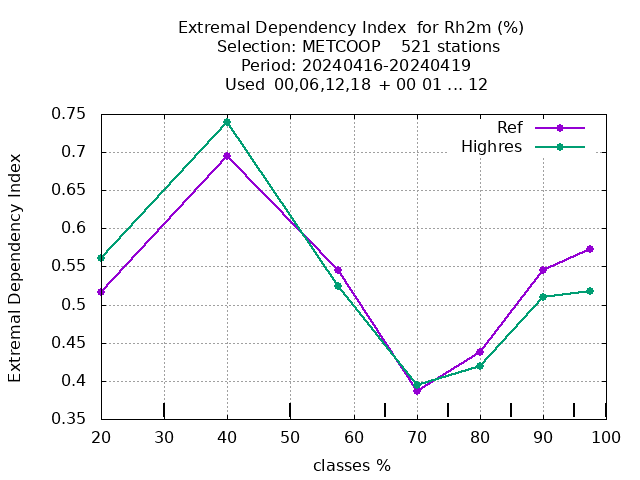 Extremal Dependency Index  for Rh2m (%)
Selection: METCOOP    521 stations
Period: 20240416-20240419
Used  00,06,12,18 + 00 01 ... 12
Extremal Dependency Index
0.75
0.7
0.65
0.6
0.55
0.5
0.45
0.4
0.35
Ref
Highres
20 30 40 50 60 70 80 90 100
classes %